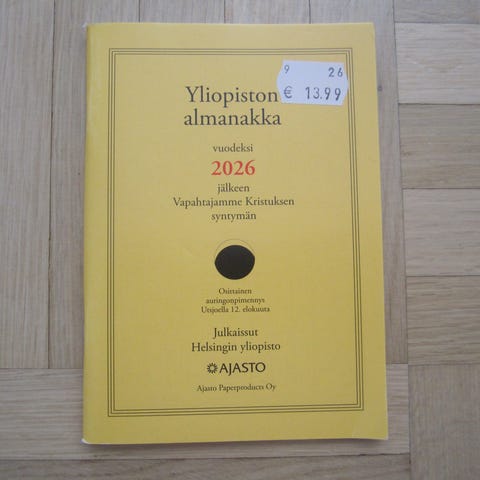 9 26
€ 13.99
Yliopiston
almanakka
vuodeksi
2026
jälkeen
Vapahtajamme Kristuksen
syntymän
Osittainen
auringonpimennys
Utsjoella 12. elokuuta
Julkaissut
Helsingin yliopisto
AJASTO
Ajasto Paperproducts Oy